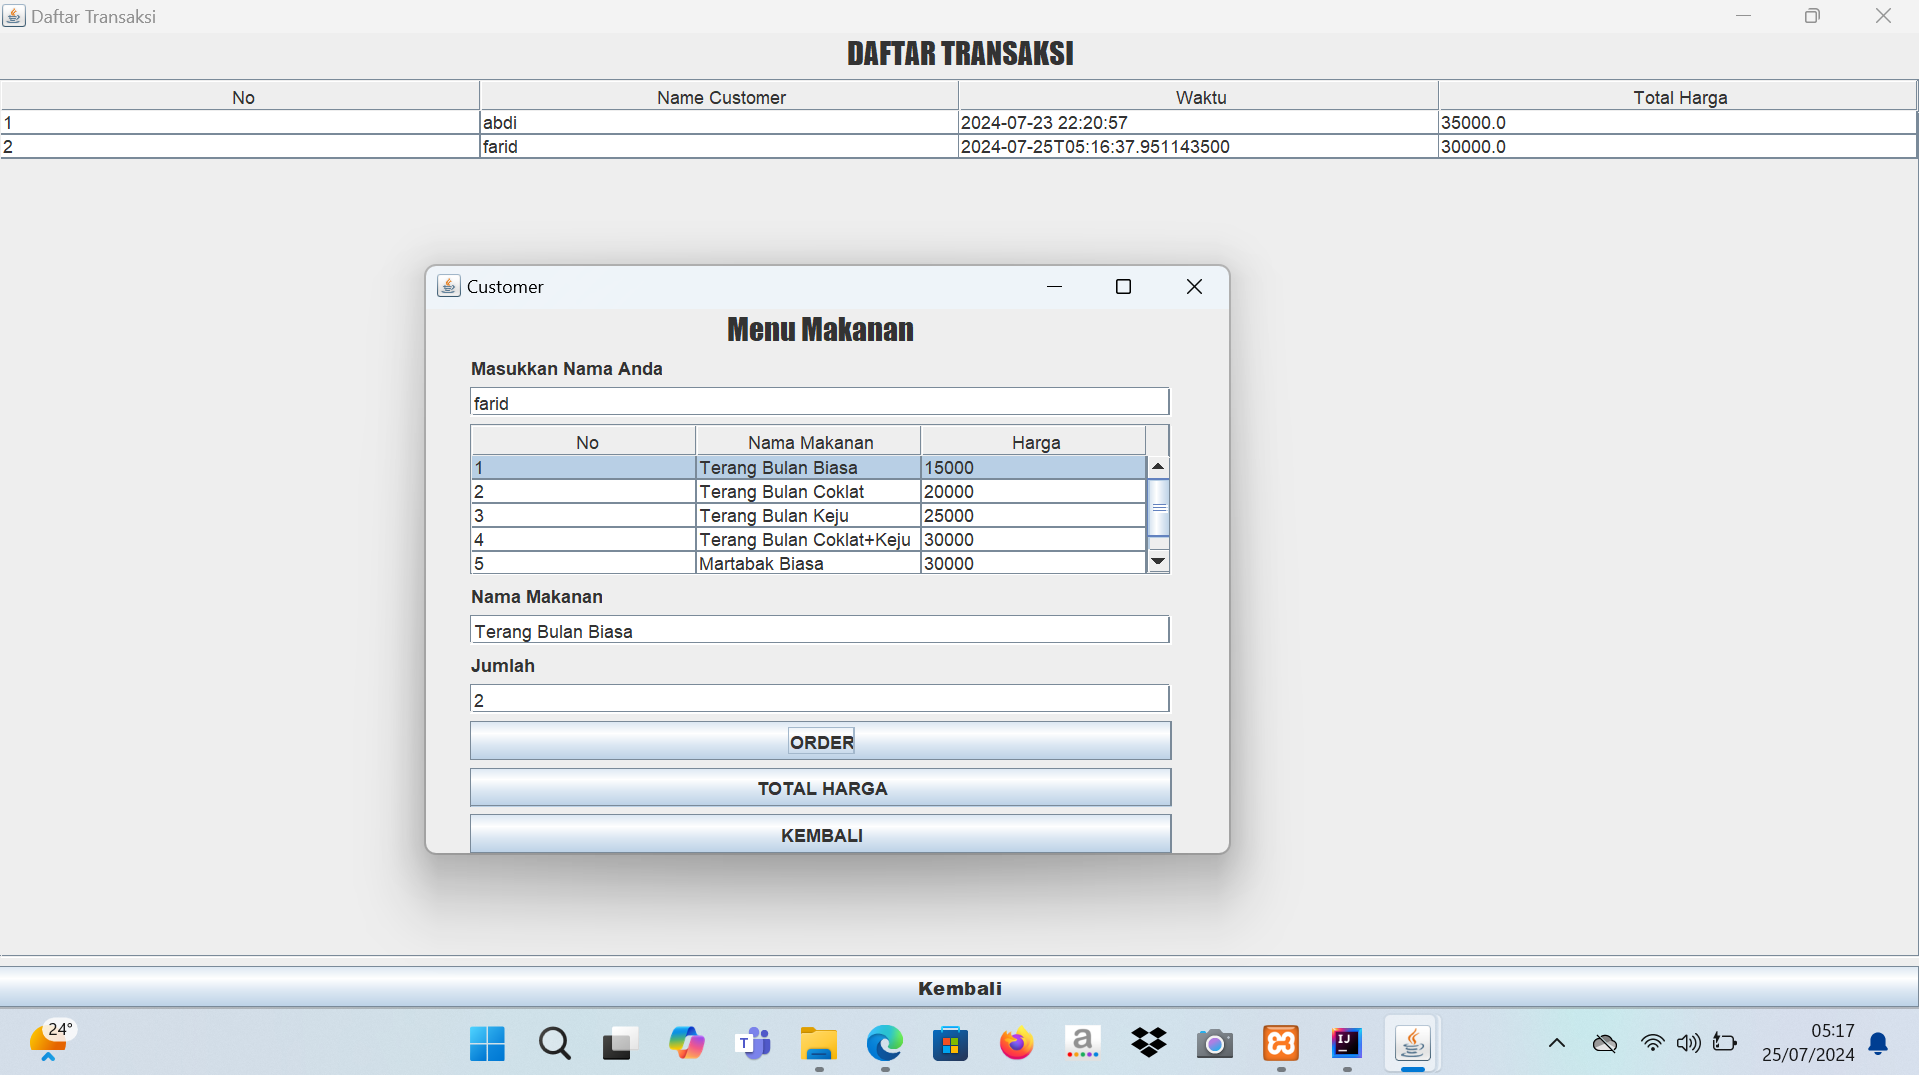 Daftar Transaksi
DAFTAR TRANSAKSI
No Name Customer Waktu Total Harga
1 abdi 2024-07-23 22:20:57 35000.0
2 farid 2024-07-25T05:16:37.951143500 30000.0
Customer
Menu Makanan
Masukkan Nama Anda
farid
No Nama Makanan Harga
1 Terang Bulan Biasa 15000
2 Terang Bulan Coklat 20000
3 Terang Bulan Keju 25000
4 Terang Bulan Coklat+Keju 30000
5 Martabak Biasa 30000
Nama Makanan
Terang Bulan Biasa
Jumlah
2
ORDER
TOTAL HARGA
KEMBALI
Kembali
24°
T
a
IJ
05:17
25/07/2024